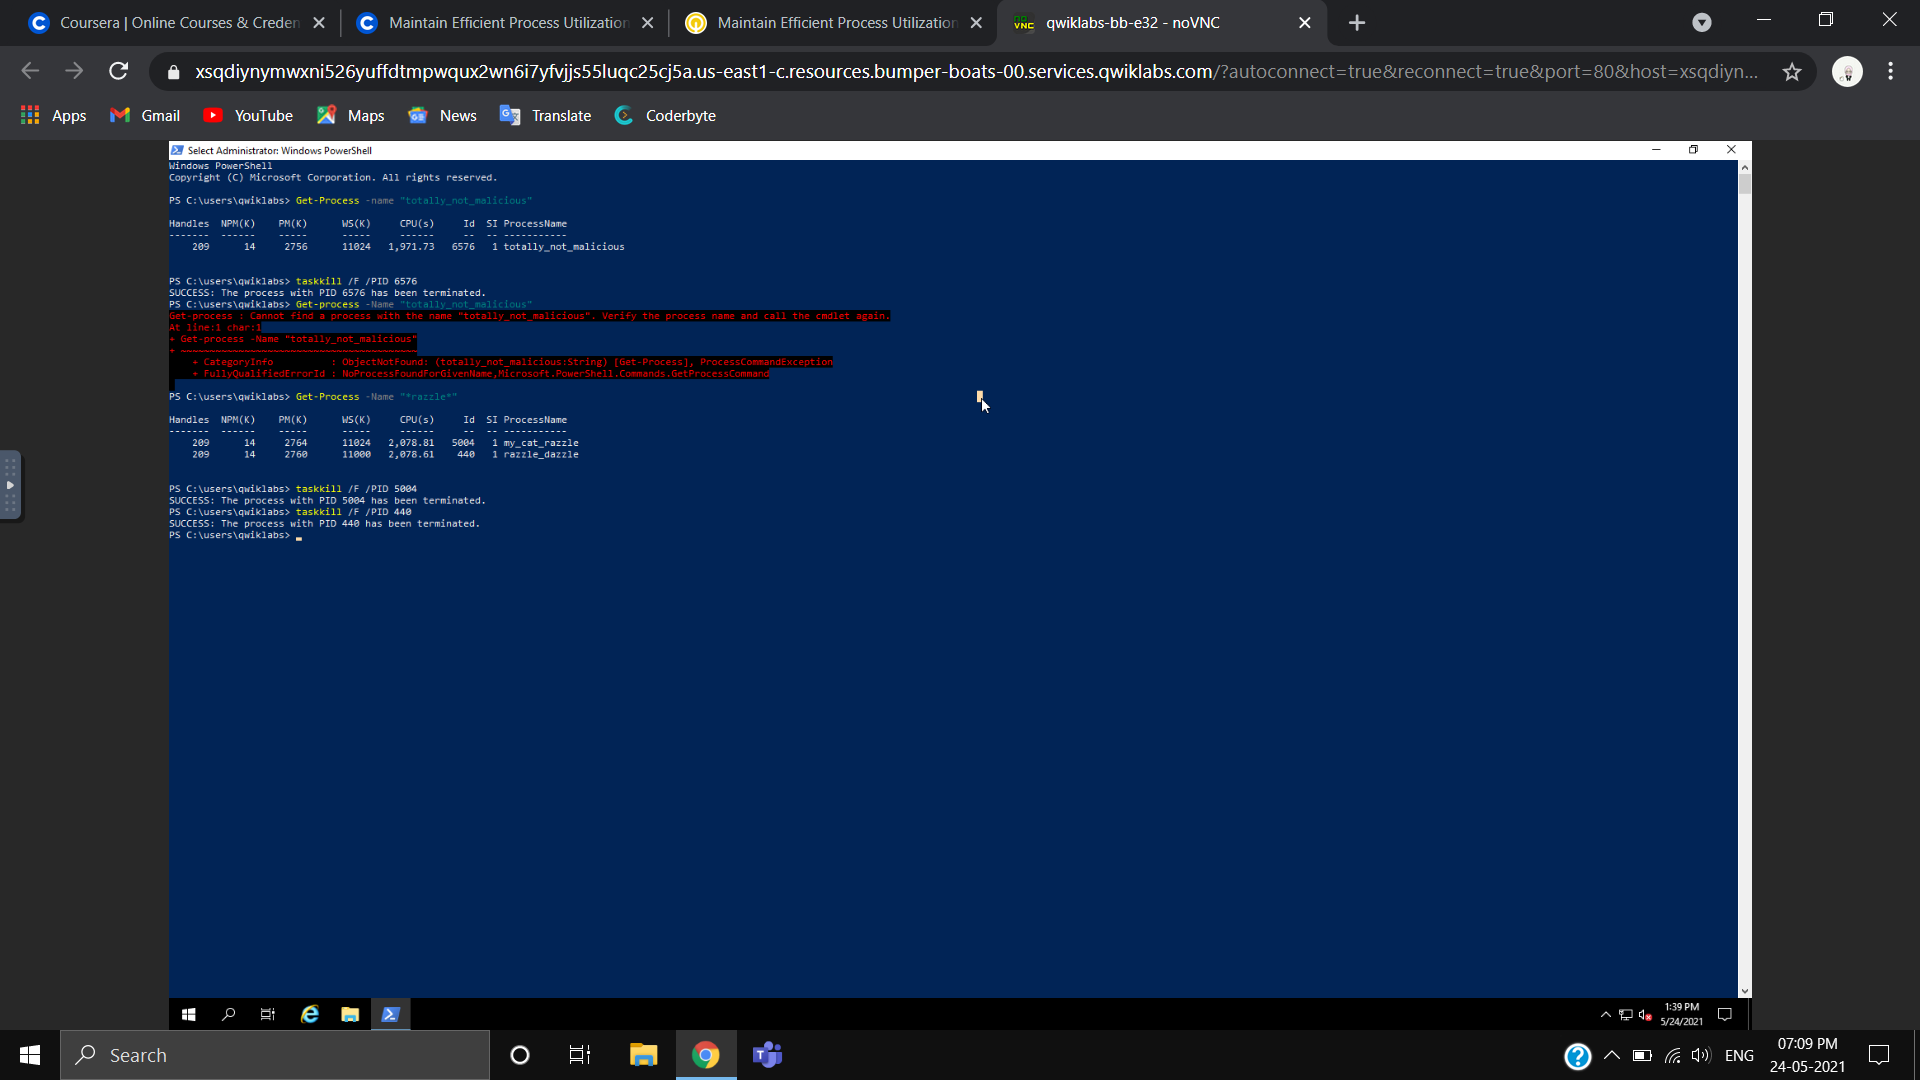 Coursera | Online Courses & Creden
Maintain Efficient Process Utilization
Maintain Efficient Process Utilization
qwiklabs-bb-e32 - noVNC
xsqdiynymwxni526yuffdtmpwqux2wn6i7yfvjjs55luqc25cj5a.us-east1-c.resources.bumper-boats-00.services.qwiklabs.com/?autoconnect=true&reconnect=true&port=80&host=xsqdiyn...
Apps Gmail YouTube Maps News Translate Coderbyte
Select Administrator: Windows PowerShell
Windows PowerShell
Copyright (C) Microsoft Corporation. All rights reserved.
PS C:\users\qwiklabs> Get-Process -name "totally_not_malicious"
Handles NPM(K) PM(K) WS(K) CPU(s) Id SI ProcessName
------- ------ ----- ----- ------ -- -- -----------
209 14 2756 11024 1,971.73 6576 1 totally_not_malicious
PS C:\users\qwiklabs> taskkill /F /PID 6576
SUCCESS: The process with PID 6576 has been terminated.
PS C:\users\qwiklabs> Get-process -Name "totally_not_malicious"
Get-process : Cannot find a process with the name "totally_not_malicious". Verify the process name and call the cmdlet again.
At line:1 char:1
+ Get-process -Name "totally_not_malicious"
+ ~~~~~~~~~~~~~~~~~~~~~~~~~~~~~~~~~~~~~~~~~
+ CategoryInfo : ObjectNotFound: (totally_not_malicious:String) [Get-Process], ProcessCommandException
+ FullyQualifiedErrorId : NoProcessFoundForGivenName,Microsoft.PowerShell.Commands.GetProcessCommand
PS C:\users\qwiklabs> Get-Process -Name "*razzle*"
Handles NPM(K) PM(K) WS(K) CPU(s) Id SI ProcessName
------- ------ ----- ----- ------ -- -- -----------
209 14 2764 11024 2,078.81 5004 1 my_cat_razzle
209 14 2760 11000 2,078.61 440 1 razzle_dazzle
PS C:\users\qwiklabs> taskkill /F /PID 5004
SUCCESS: The process with PID 5004 has been terminated.
PS C:\users\qwiklabs> taskkill /F /PID 440
SUCCESS: The process with PID 440 has been terminated.
PS C:\users\qwiklabs>
1:39 PM
5/24/2021
Search
ENG
07:09 PM
24-05-2021